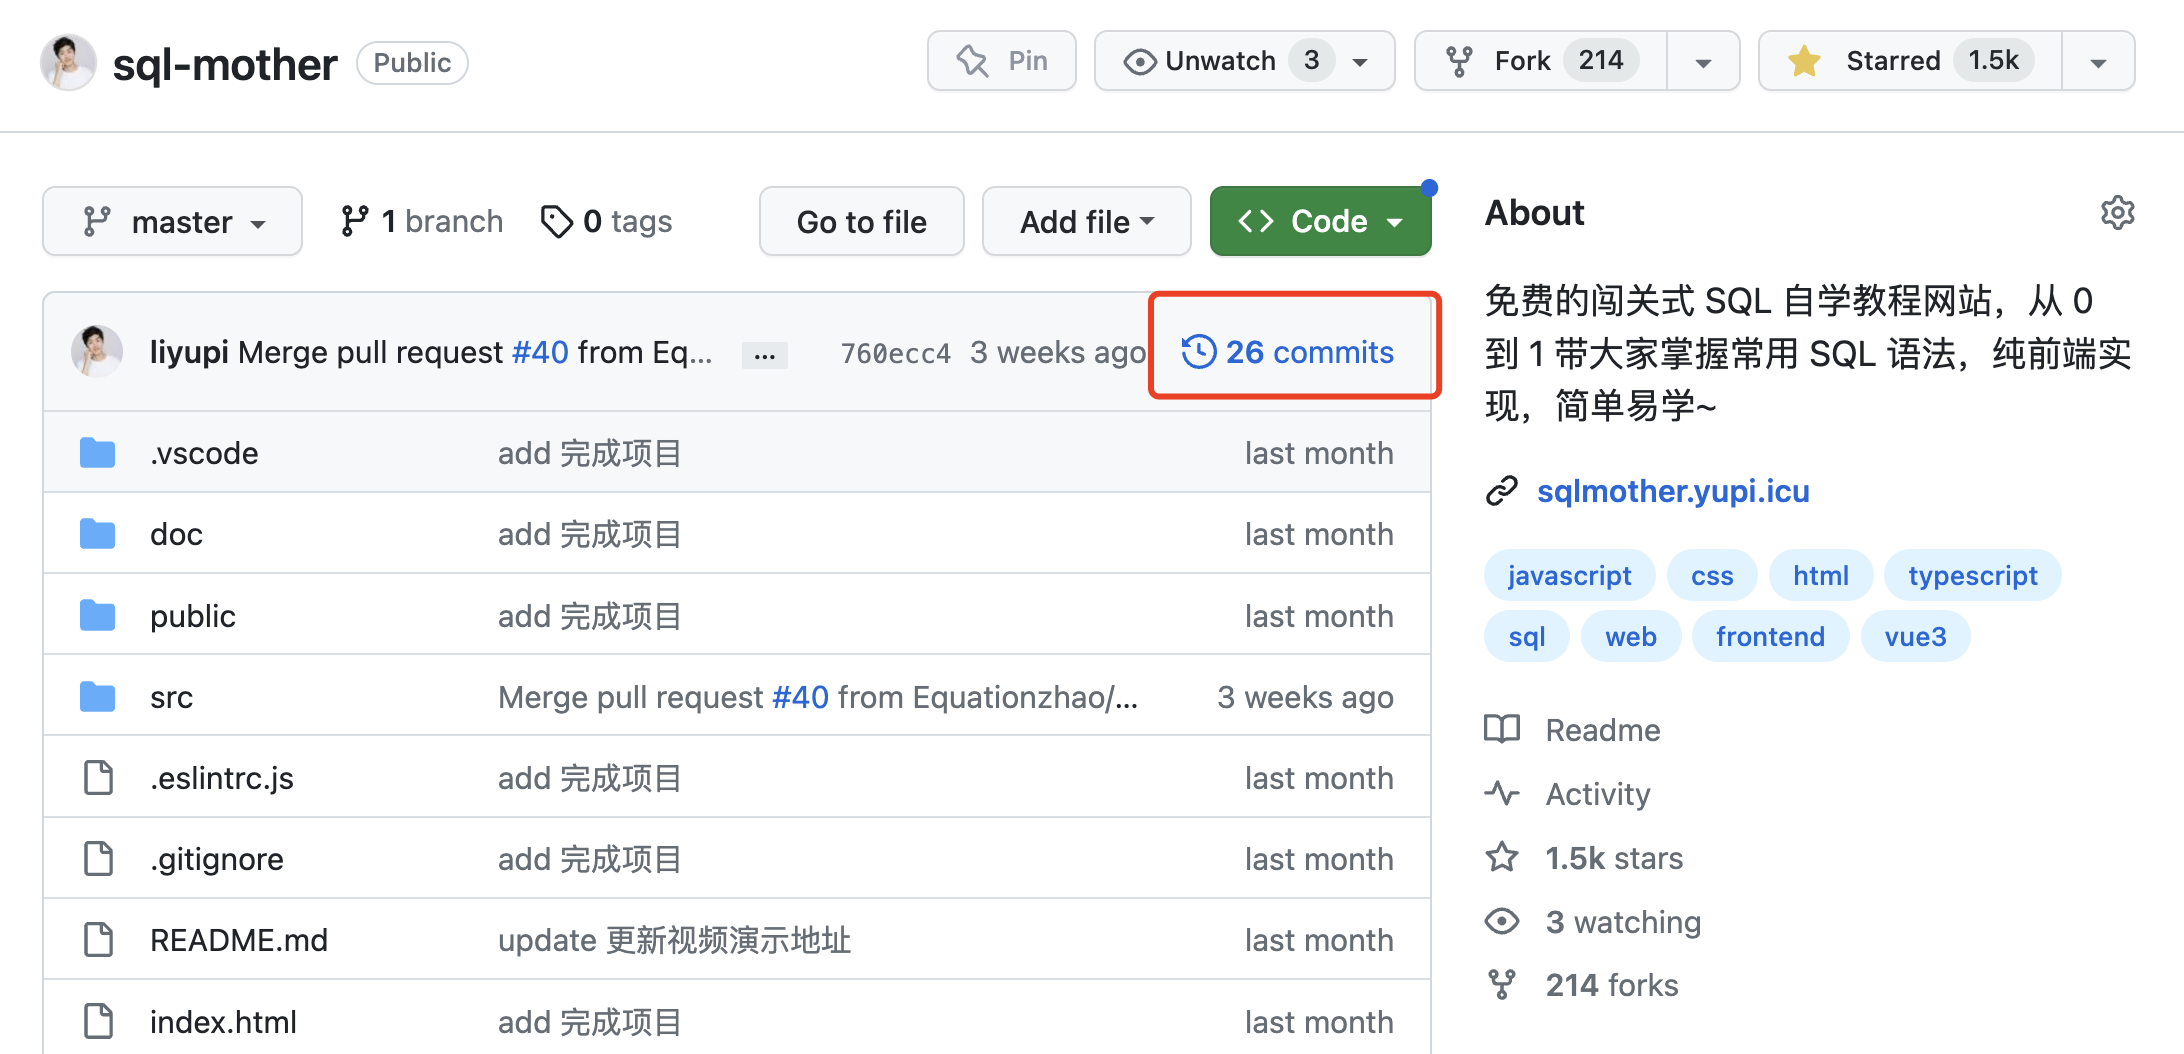 sql-mother Public Pin Unwatch 3 Fork 214 Starred 1.5k
master 1 branch 0 tags Go to file Add file Code
liyupi Merge pull request #40 from Eq... ... 760ecc4 3 weeks ago 26 commits
.vscode add 完成项目 last month
doc add 完成项目 last month
public add 完成项目 last month
src Merge pull request #40 from Equationzhao/... 3 weeks ago
.eslintrc.js add 完成项目 last month
.gitignore add 完成项目 last month
README.md update 更新视频演示地址 last month
index.html add 完成项目 last month
About
免费的闯关式 SQL 自学教程网站，从 0
到 1 带大家掌握常用 SQL 语法，纯前端实
现，简单易学~
sqlmother.yupi.icu
javascript css html typescript
sql web frontend vue3
Readme
Activity
1.5k stars
3 watching
214 forks